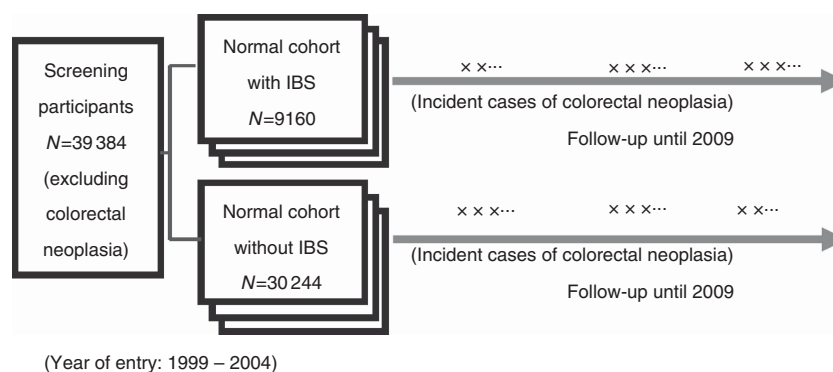 Screening
participants
N=39 384
(excluding
colorectal
neoplasia)
Normal cohort
with IBS
N=9160
× ×··· × × ×··· × × ×···
(Incident cases of colorectal neoplasia)
Follow-up until 2009
Normal cohort
without IBS
N=30 244
× × ×··· × × ×··· × ×···
(Incident cases of colorectal neoplasia)
Follow-up until 2009
(Year of entry: 1999 – 2004)